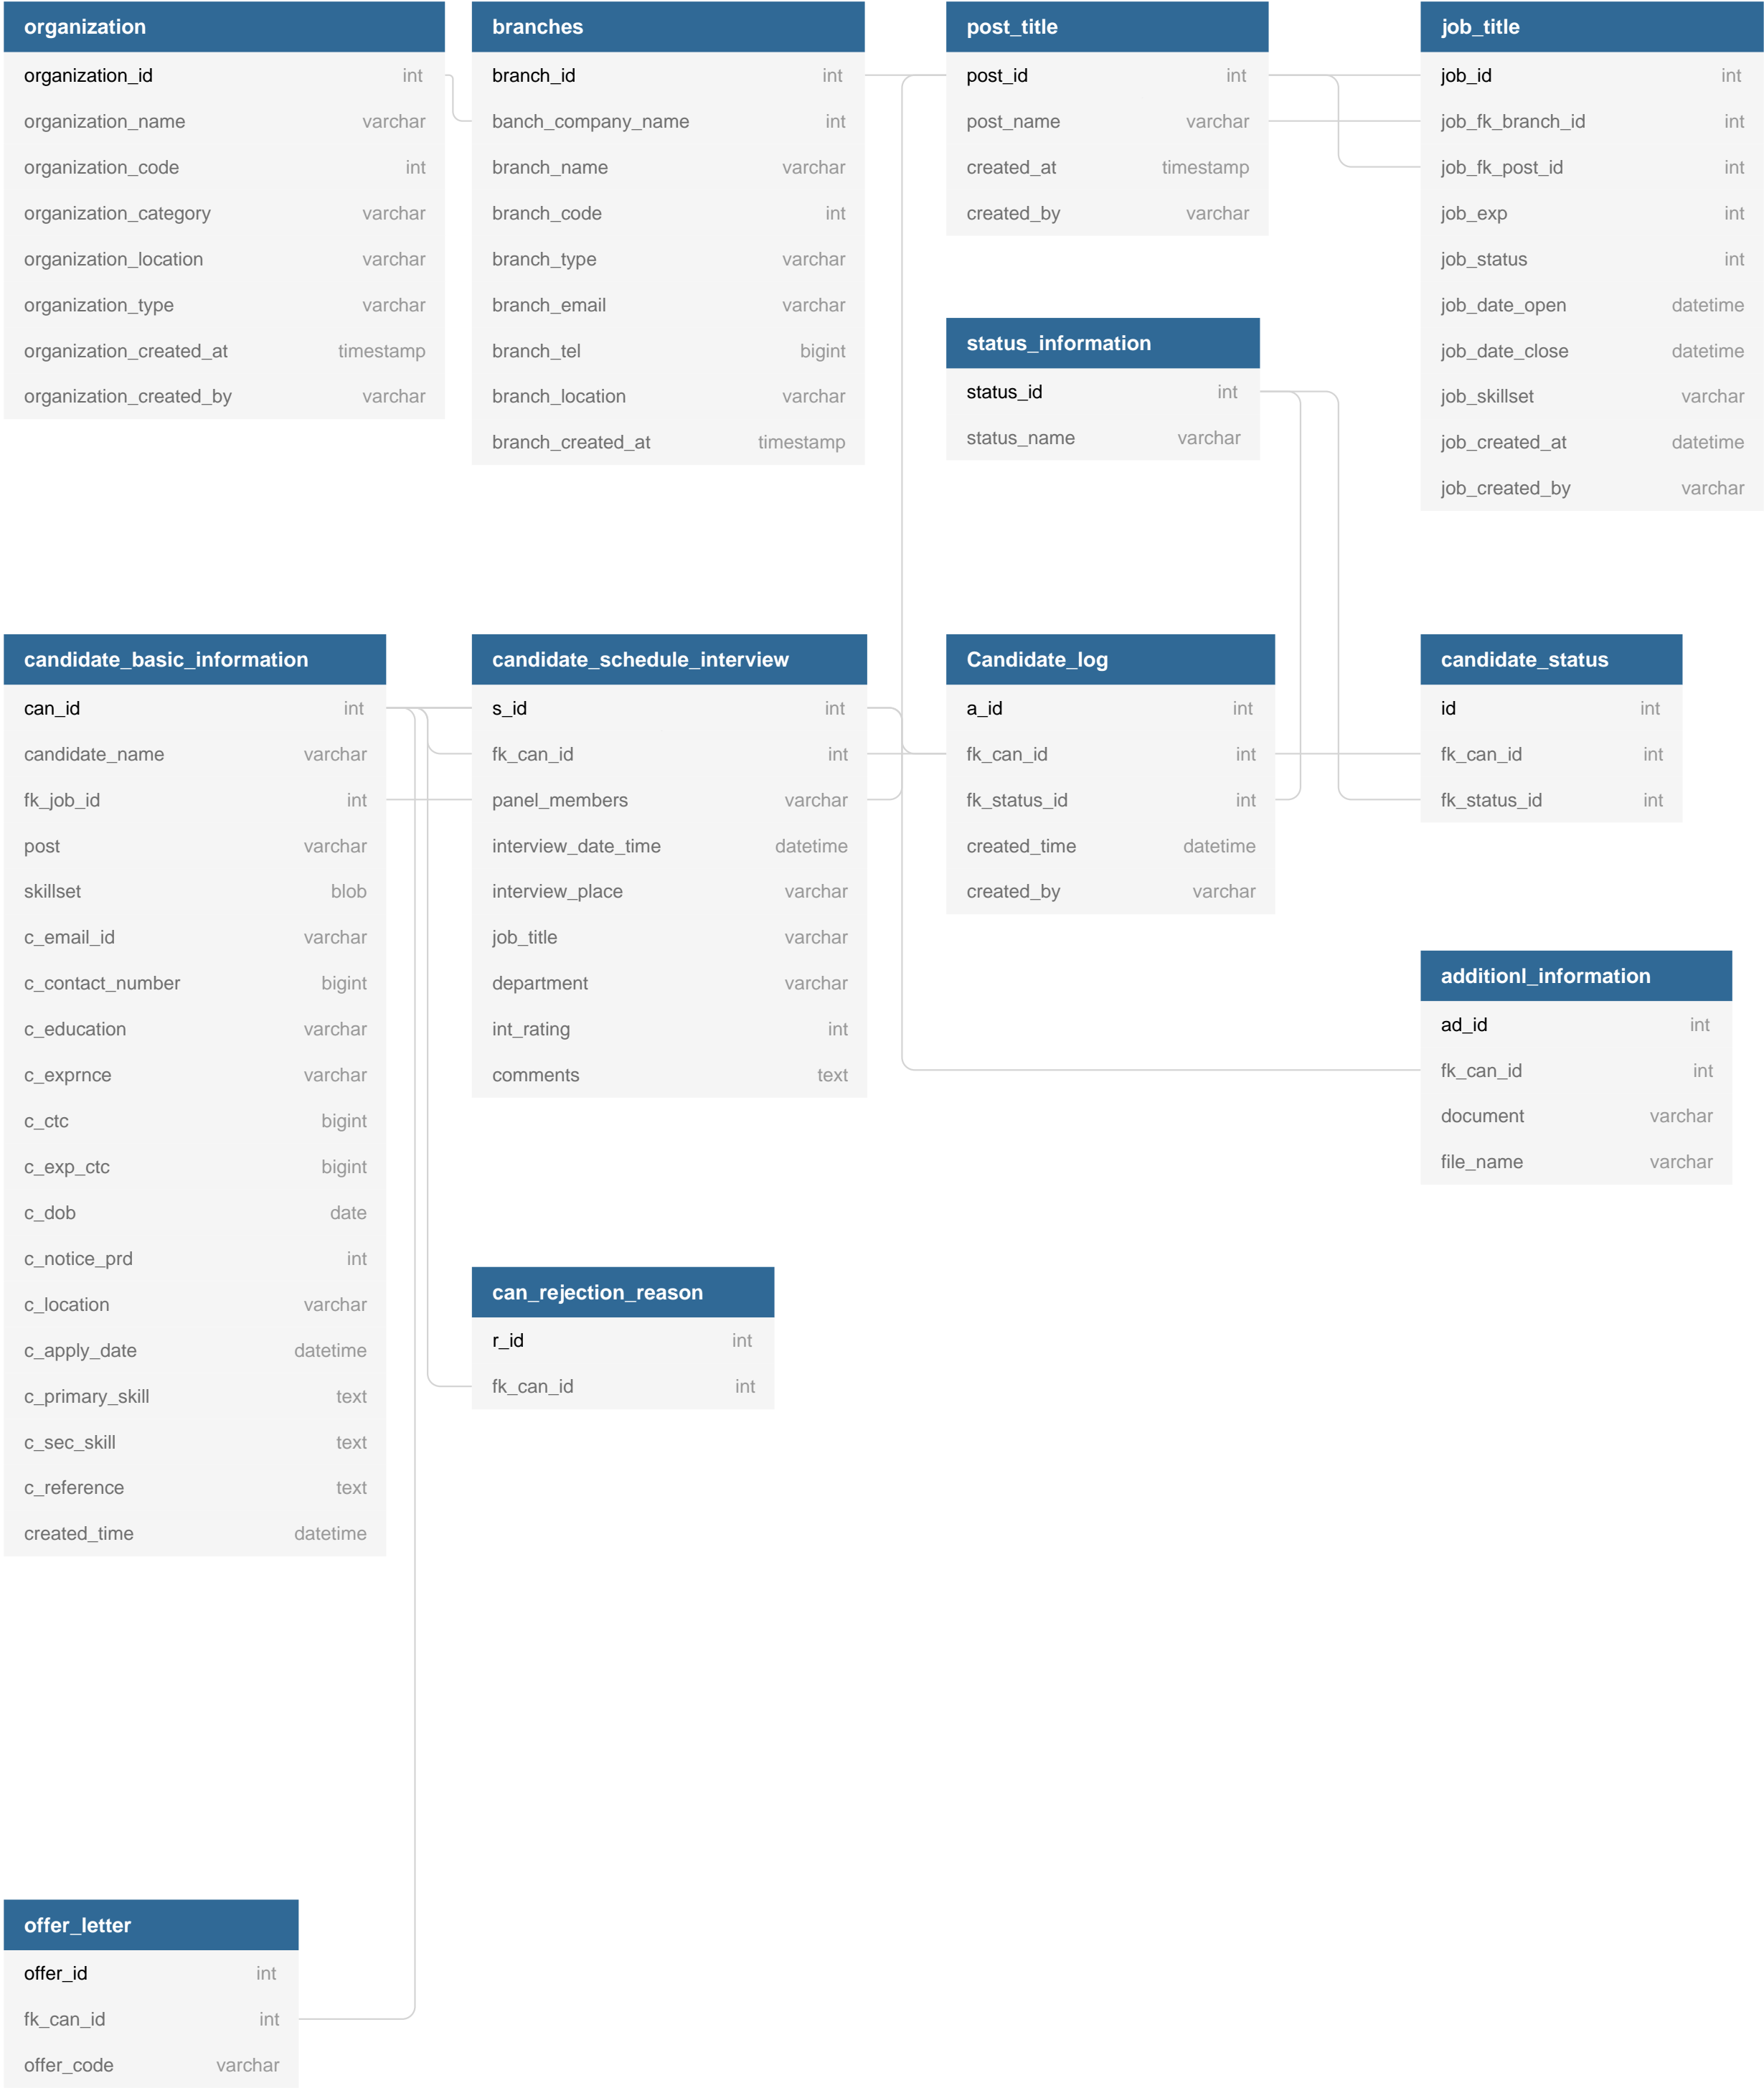 organization
organization_id int
organization_name varchar
organization_code int
organization_category varchar
organization_location varchar
organization_type varchar
organization_created_at timestamp
organization_created_by varchar
branches
branch_id int
banch_company_name int
branch_name varchar
branch_code int
branch_type varchar
branch_email varchar
branch_tel bigint
branch_location varchar
branch_created_at timestamp
post_title
post_id int
post_name varchar
created_at timestamp
created_by varchar
job_title
job_id int
job_fk_branch_id int
job_fk_post_id int
job_exp int
job_status int
job_date_open datetime
job_date_close datetime
job_skillset varchar
job_created_at datetime
job_created_by varchar
status_information
status_id int
status_name varchar
candidate_basic_information
can_id int
candidate_name varchar
fk_job_id int
post varchar
skillset blob
c_email_id varchar
c_contact_number bigint
c_education varchar
c_exprnce varchar
c_ctc bigint
c_exp_ctc bigint
c_dob date
c_notice_prd int
c_location varchar
c_apply_date datetime
c_primary_skill text
c_sec_skill text
c_reference text
created_time datetime
candidate_schedule_interview
s_id int
fk_can_id int
panel_members varchar
interview_date_time datetime
interview_place varchar
job_title varchar
department varchar
int_rating int
comments text
Candidate_log
a_id int
fk_can_id int
fk_status_id int
created_time datetime
created_by varchar
candidate_status
id int
fk_can_id int
fk_status_id int
additionl_information
ad_id int
fk_can_id int
document varchar
file_name varchar
can_rejection_reason
r_id int
fk_can_id int
offer_letter
offer_id int
fk_can_id int
offer_code varchar